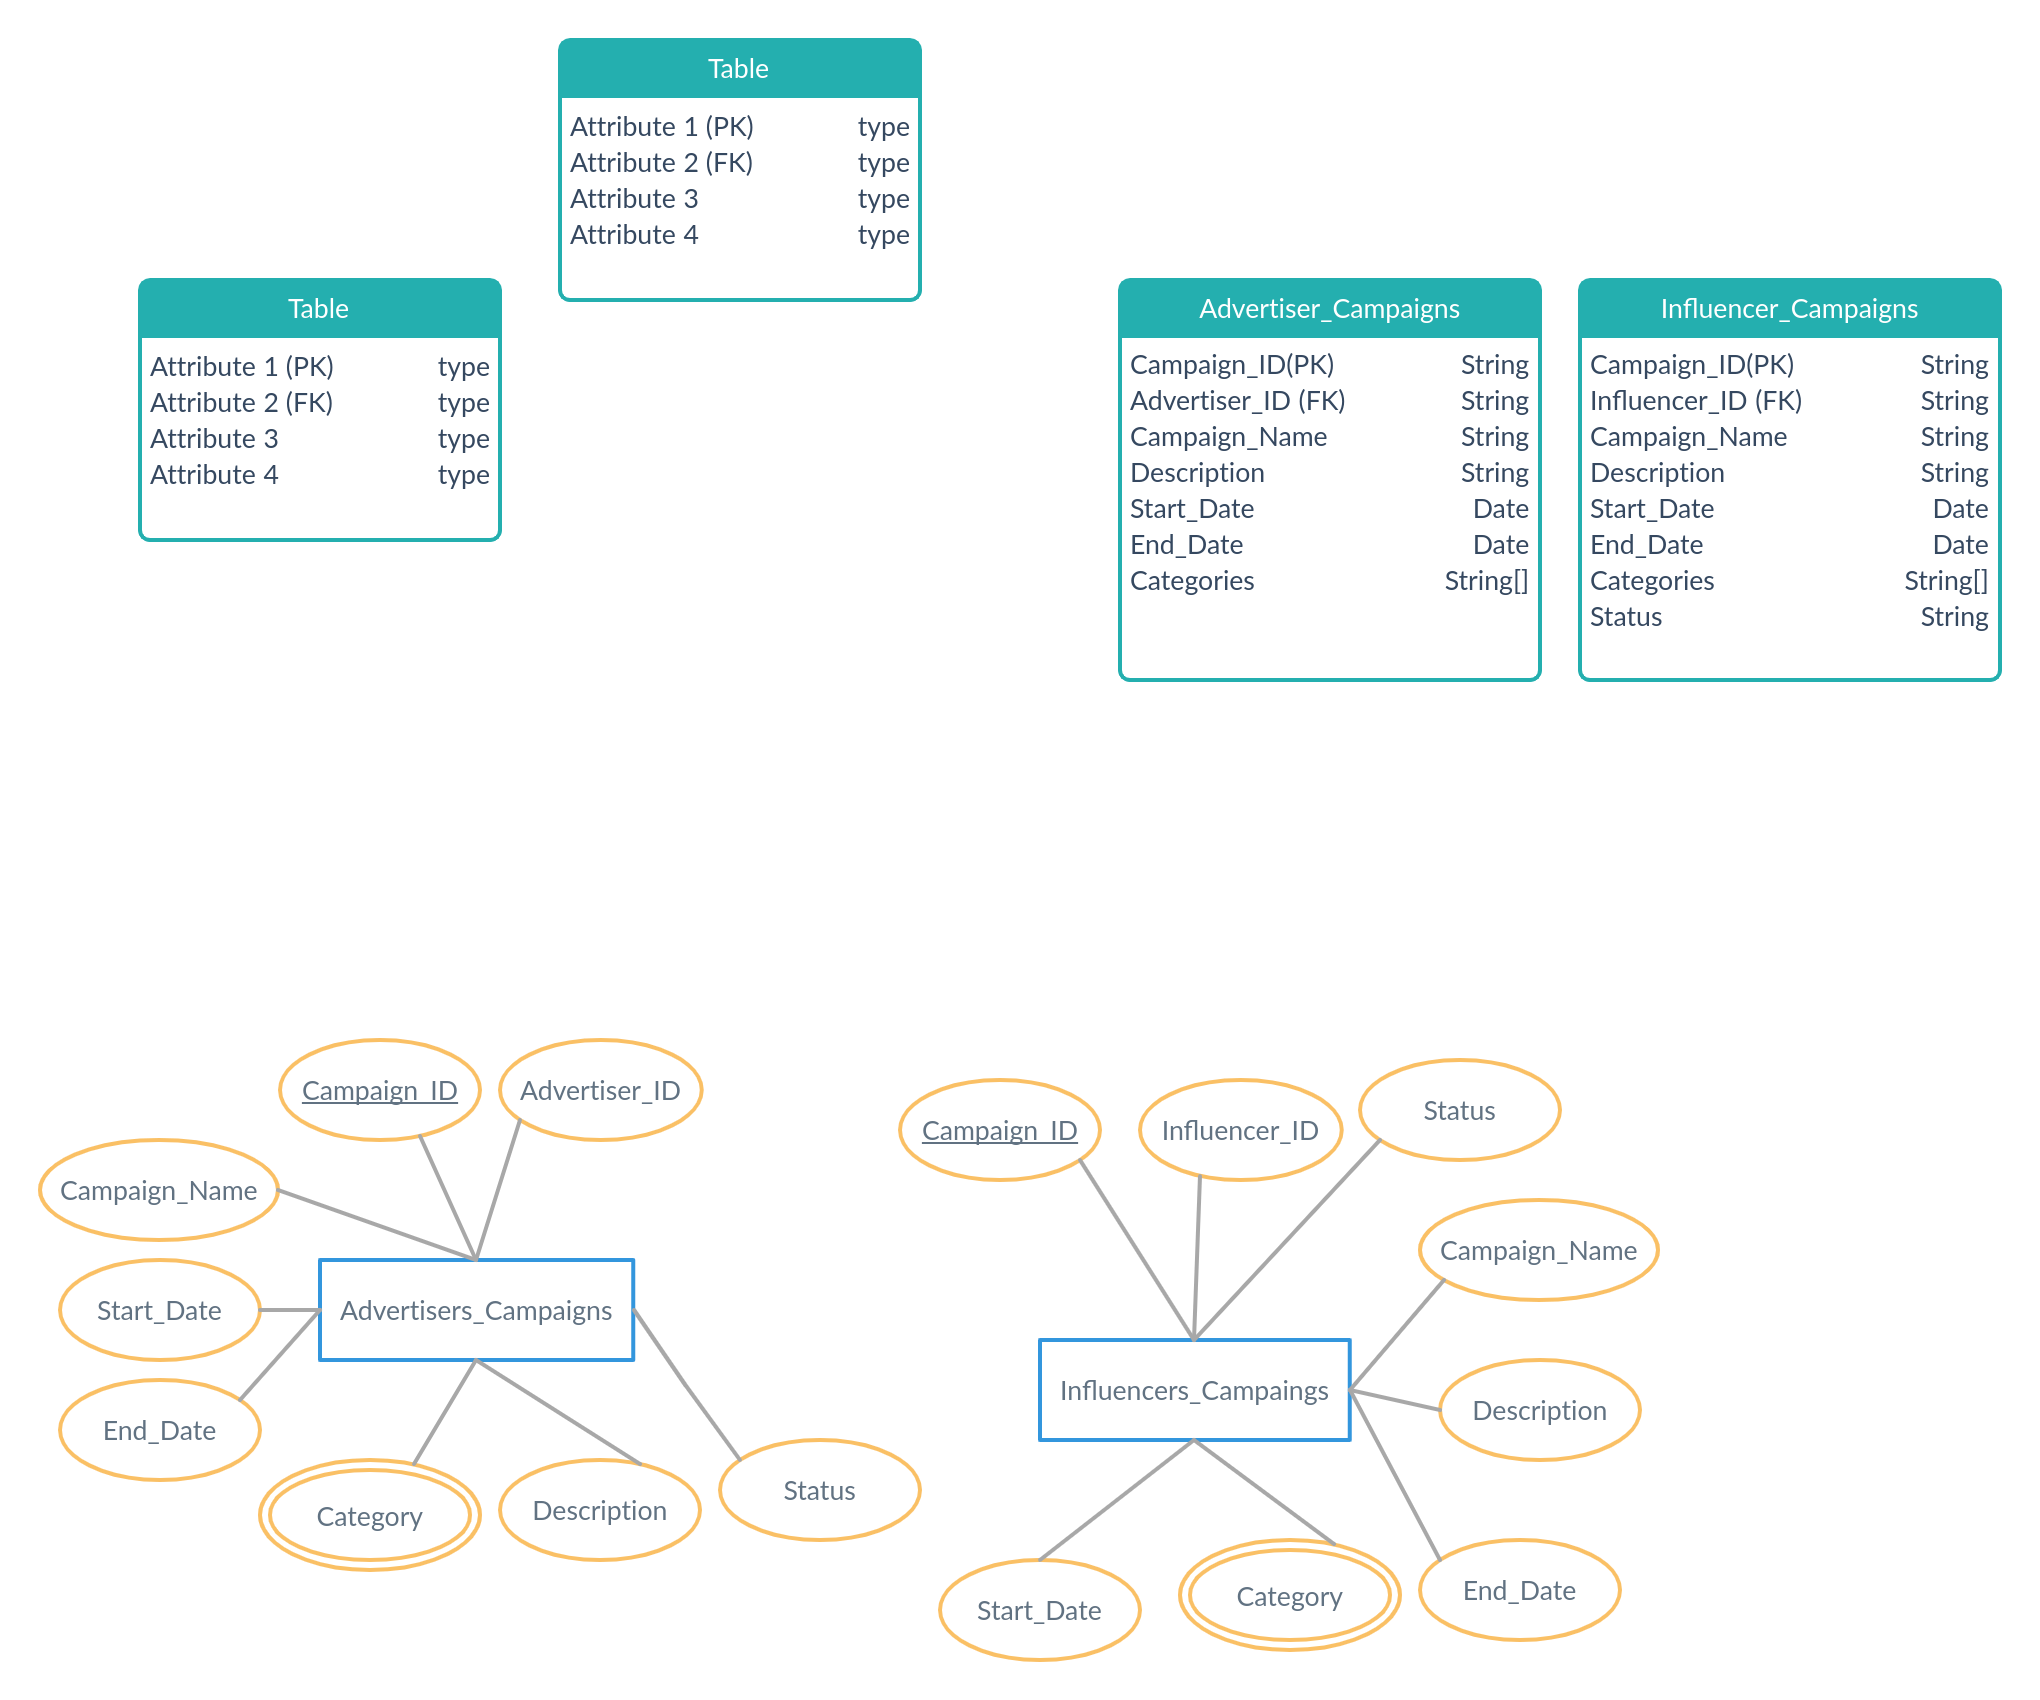 Table
Attribute 1 (PK) type
Attribute 2 (FK) type
Attribute 3 type
Attribute 4 type
Table
Attribute 1 (PK) type
Attribute 2 (FK) type
Attribute 3 type
Attribute 4 type
Advertiser_Campaigns
Campaign_ID(PK) String
Advertiser_ID (FK) String
Campaign_Name String
Description String
Start_Date Date
End_Date Date
Categories String[]
Influencer_Campaigns
Campaign_ID(PK) String
Influencer_ID (FK) String
Campaign_Name String
Description String
Start_Date Date
End_Date Date
Categories String[]
Status String
Campaign_ID
Advertiser_ID
Campaign_Name
Start_Date
Advertisers_Campaigns
End_Date
Category
Description
Status
Campaign_ID
Influencer_ID
Status
Campaign_Name
Influencers_Campaings
Description
Start_Date
Category
End_Date